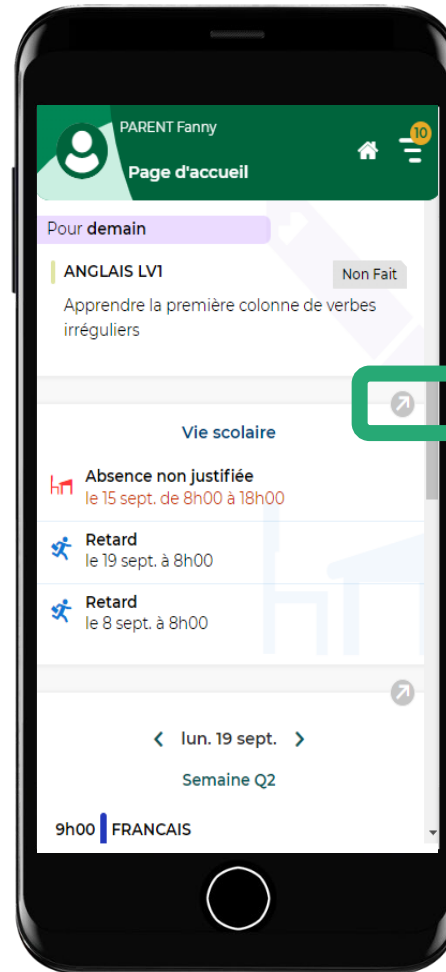 PARENT Fanny
10
Page d'accueil
Pour demain
ANGLAIS LV1
Non Fait
Apprendre la première colonne de verbes
irréguliers
Vie scolaire
Absence non justifiée
le 15 sept. de 8h00 à 18h00
Retard
le 19 sept. à 8h00
Retard
le 8 sept. à 8h00
lun. 19 sept.
Semaine Q2
9h00 FRANCAIS